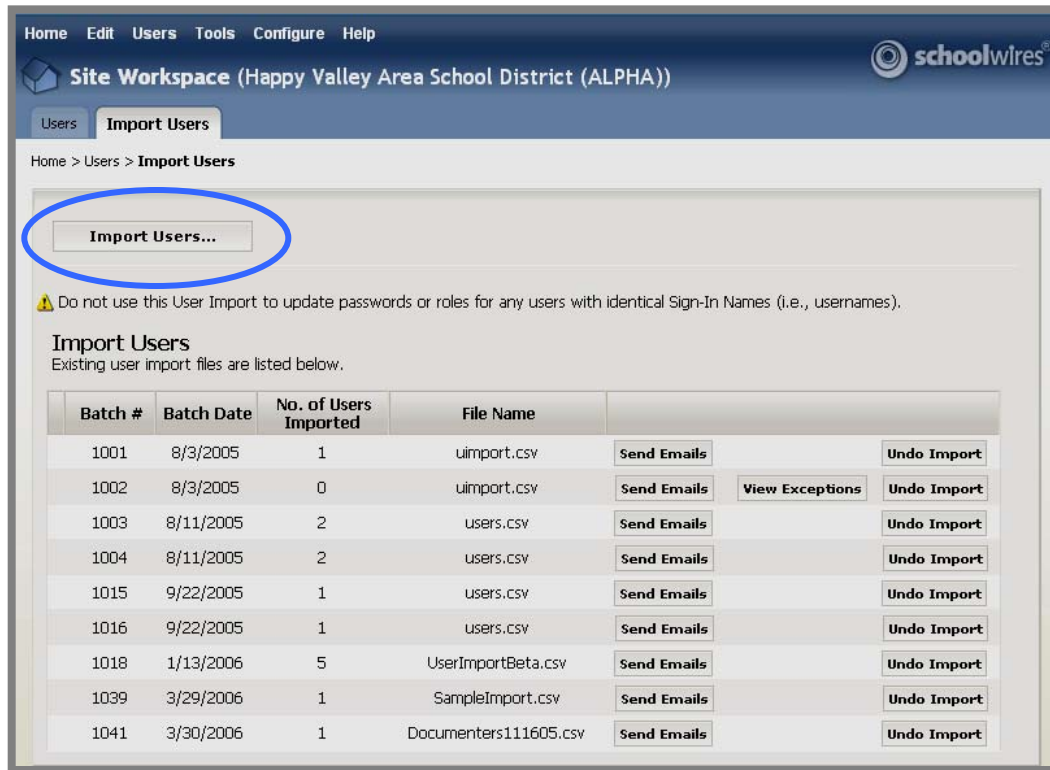 Home Edit Users Tools Configure Help
schoolwires®
Site Workspace (Happy Valley Area School District (ALPHA))
Users Import Users
Home > Users > Import Users
Import Users...
Do not use this User Import to update passwords or roles for any users with identical Sign-In Names (i.e., usernames).
Import Users
Existing user import files are listed below.
Batch # Batch Date No. of Users Imported File Name
1001 8/3/2005 1 uimport.csv Send Emails Undo Import
1002 8/3/2005 0 uimport.csv Send Emails View Exceptions Undo Import
1003 8/11/2005 2 users.csv Send Emails Undo Import
1004 8/11/2005 2 users.csv Send Emails Undo Import
1015 9/22/2005 1 users.csv Send Emails Undo Import
1016 9/22/2005 1 users.csv Send Emails Undo Import
1018 1/13/2006 5 UserImportBeta.csv Send Emails Undo Import
1039 3/29/2006 1 SampleImport.csv Send Emails Undo Import
1041 3/30/2006 1 Documenters111605.csv Send Emails Undo Import